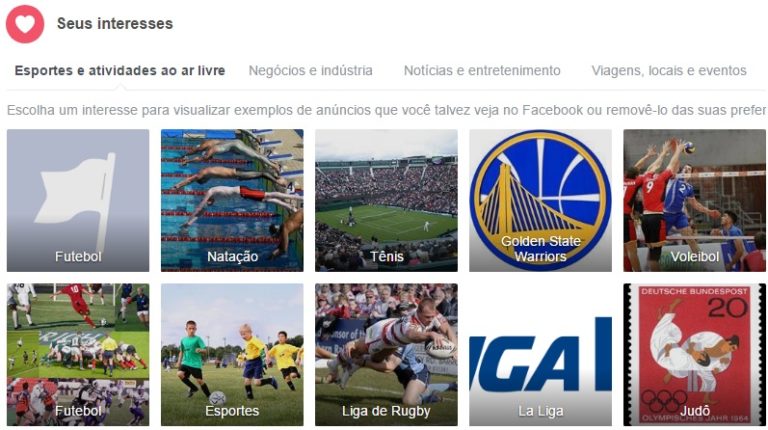 Seus interesses
Esportes e atividades ao ar livre
Negócios e indústria
Notícias e entretenimento
Viagens, locais e eventos
Escolha um interesse para visualizar exemplos de anúncios que você talvez veja no Facebook ou removê-lo das suas prefer
Futebol
Natação
Tênis
Golden State
Warriors
Voleibol
Futebol
Esportes
Liga de Rugby
IGA
La Liga
DEUTSCHE BUNDESPOST
20
OLYMPISCHES JAHR 1964
Judô